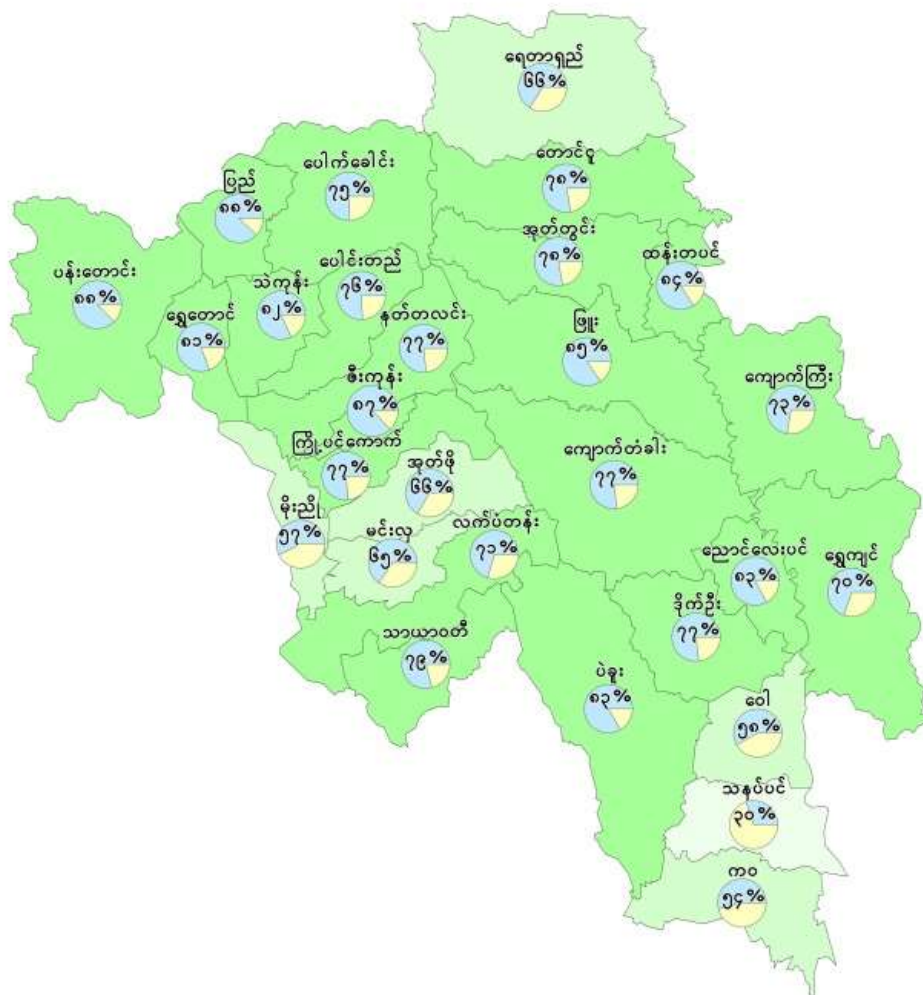 ရေတာရှည်
၆၆%
တောင်ငူ
၇၈%
ပေါက်ခေါင်း
၇၅%
ပြည်
၈၈%
အုတ်တွင်း
၇၈%
ထန်းတပင်
၈၄%
ပန်းတောင်း
၈၈%
ပေါင်းတည်
၇၆%
သဲကုန်း
၈၂%
ရွှေတောင်
၈၁%
နတ်တလင်း
၇၇%
ဖြူး
၈၅%
ကျောက်ကြီး
၇၃%
ဇီးကုန်း
၈၇%
ကြို့ပင်ကောက်
၇၇%
အုတ်ဖို
၆၆%
ကျောက်တံခါး
၇၇%
မိုးညို
၅၇%
မင်းလှ
၆၅%
လက်ပံတန်း
၇၁%
ညောင်လေးပင်
၈၃%
ရွှေကျင်
၇၀%
ဒိုက်ဦး
၇၇%
သာယာဝတီ
၇၉%
ပဲခူး
၈၃%
ဝေါ
၅၈%
သနပ်ပင်
၃၀%
ကဝ
၅၄%